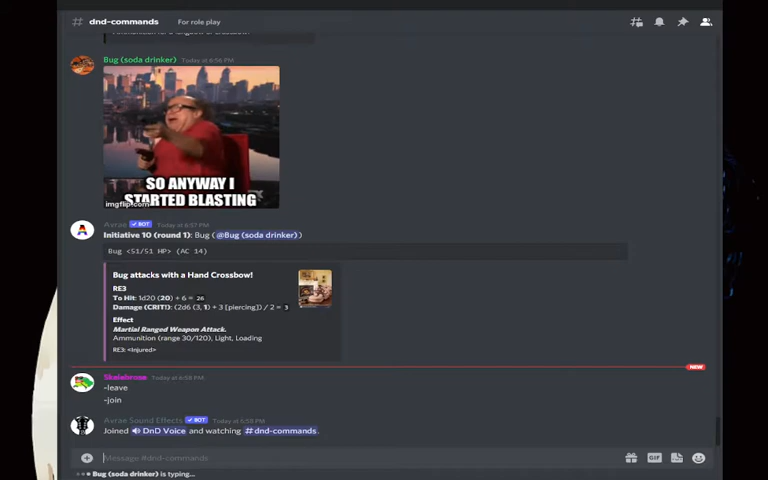 dnd-commands For role play
Bug (soda drinker) Today at 6:56 PM
SO ANYWAY I
STARTED BLASTING
imgflip.com
Avrae BOT Today at 6:57 PM
Initiative 10 (round 1): Bug (@Bug (soda drinker))
Bug <51/51 HP> (AC 14)
Bug attacks with a Hand Crossbow!
RE3
To Hit: 1d20 (20) + 6 = 26
Damage (CRIT!): (2d6 (3, 1) + 3 [piercing]) / 2 = 3
Effect
Martial Ranged Weapon Attack.
Ammunition (range 30/120), Light, Loading
RE3: <Injured>
NEW
Today at 6:58 PM
-leave
-join
Avrae Sound Effects BOT Today at 6:58 PM
Joined DnD Voice and watching #dnd-commands.
Message #dnd-commands
GIF
Bug (soda drinker) is typing...